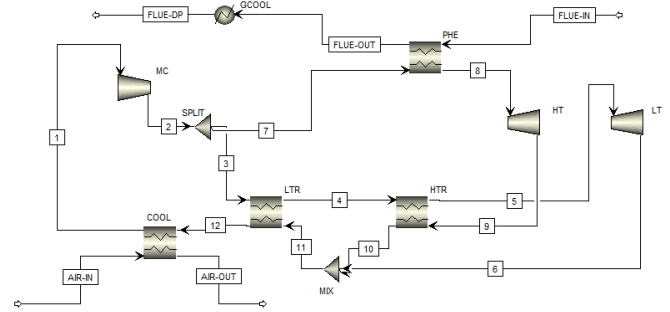 FLUE-DP
GCOOL
FLUE-IN
FLUE-OUT
PHE
MC
8
SPLIT
HT
LT
1
2
7
3
LTR
HTR
4
5
COOL
12
9
11
10
6
AIR-IN
AIR-OUT
MIX